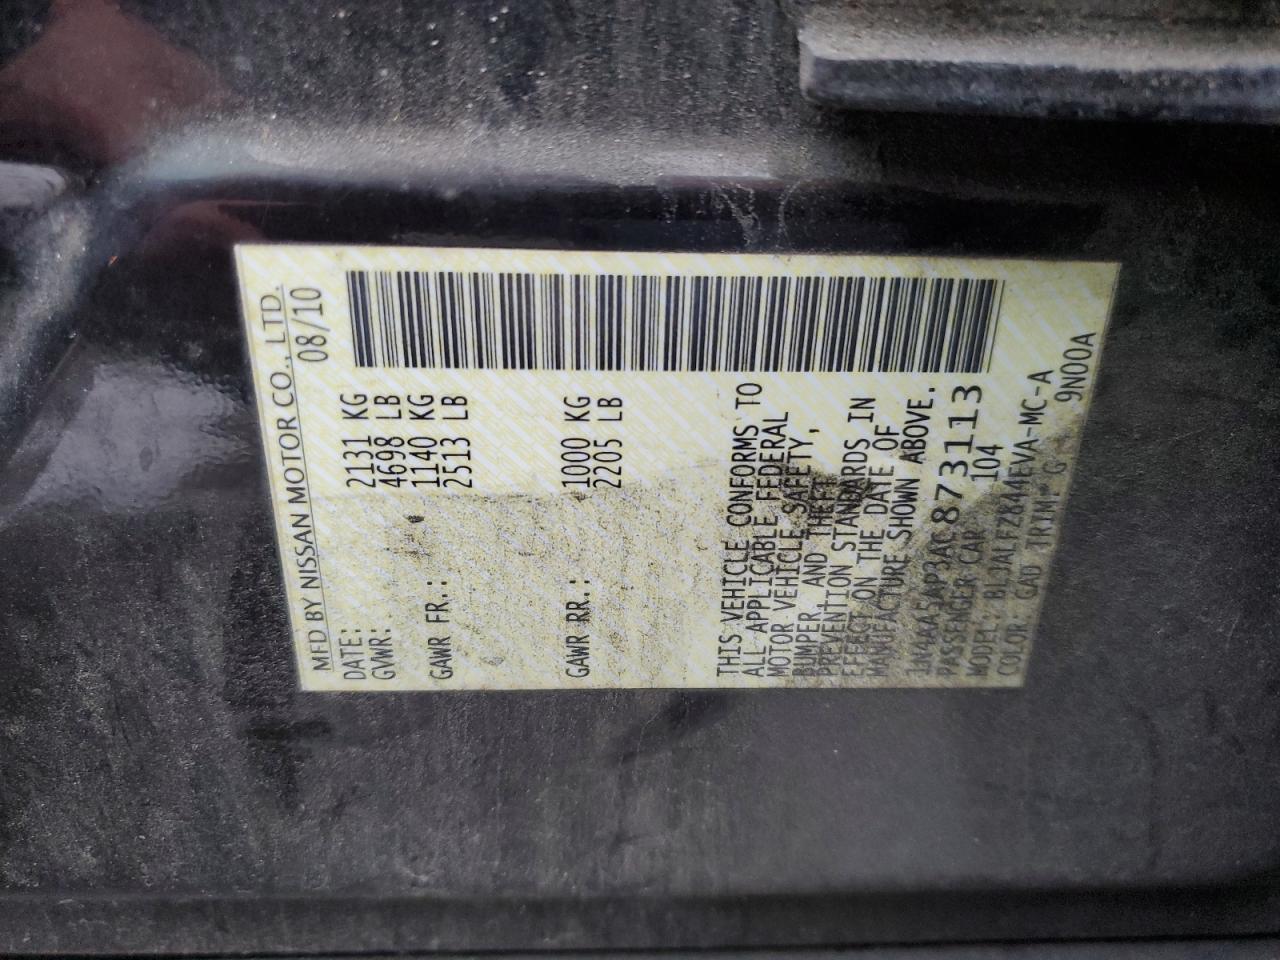 MFD BY NISSAN MOTOR CO., LTD.
DATE: 08/10
GVWR: 2131 KG
4698 LB
GAWR FR.: 1140 KG
2513 LB
GAWR RR.: 1000 KG
2205 LB
THIS VEHICLE CONFORMS TO
ALL APPLICABLE FEDERAL
MOTOR VEHICLE SAFETY,
BUMPER, AND THEFT
PREVENTION STANDARDS IN
EFFECT ON THE DATE OF
MANUFACTURE SHOWN ABOVE.
1N4AA5AP3AC873113
PASSENGER CAR 104
MODEL: BLJALFZ844EVA-MC-A
COLOR: GAD TRIM: G 9N00A